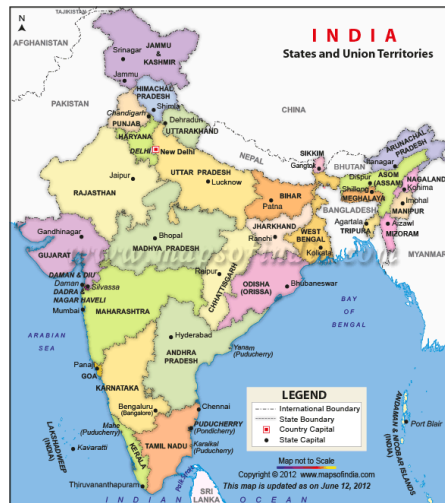 INDIA
States and Union Territories
N
TAJIKISTAN
AFGHANISTAN
JAMMU
&
KASHMIR
Srinagar
Jammu
HIMACHAL
PRADESH
Shimla
PAKISTAN
Chandigarh
PUNJAB
Dehradun
UTTARAKHAND
HARYANA
DELHI
New Delhi
CHINA
NEPAL
SIKKIM
Gangtok
BHUTAN
ARUNACHAL
PRADESH
Itanagar
Dispur
ASOM
(ASSAM)
NAGALAND
Kohima
Shillong
MEGHALAYA
Imphal
MANIPUR
BANGLADESH
Agartala
TRIPURA
Aizawl
MIZORAM
MYANMAR
RAJASTHAN
Jaipur
UTTAR PRADESH
Lucknow
BIHAR
Patna
JHARKHAND
Ranchi
WEST
BENGAL
Kolkata
Gandhinagar
GUJARAT
Bhopal
MADHYA PRADESH
www.mapsofindia.com
Raipur
CHHATTISGARH
ODISHA
(ORISSA)
Bhubaneswar
DAMAN & DIU
Daman
Silvassa
DADRA &
NAGAR HAVELI
Mumbai
MAHARASHTRA
BAY
OF
BENGAL
ARABIAN
SEA
Hyderabad
ANDHRA
PRADESH
Yanam
(Puducherry)
Panaji
GOA
KARNATAKA
Bengaluru
(Bangalore)
Chennai
Mahe
(Puducherry)
PUDUCHERRY
(Pondicherry)
Karaikal
(Puducherry)
TAMIL NADU
KERALA
LAKSHADWEEP
(INDIA)
Kavaratti
Thiruvananthapuram
SRI
LANKA
INDIAN OCEAN
ANDAMAN & NICOBAR ISLANDS
(INDIA)
Port Blair
LEGEND
International Boundary
State Boundary
Country Capital
State Capital
Map not to Scale
Copyright © 2012 www.mapsofindia.com
This map is updated as on June 12, 2012